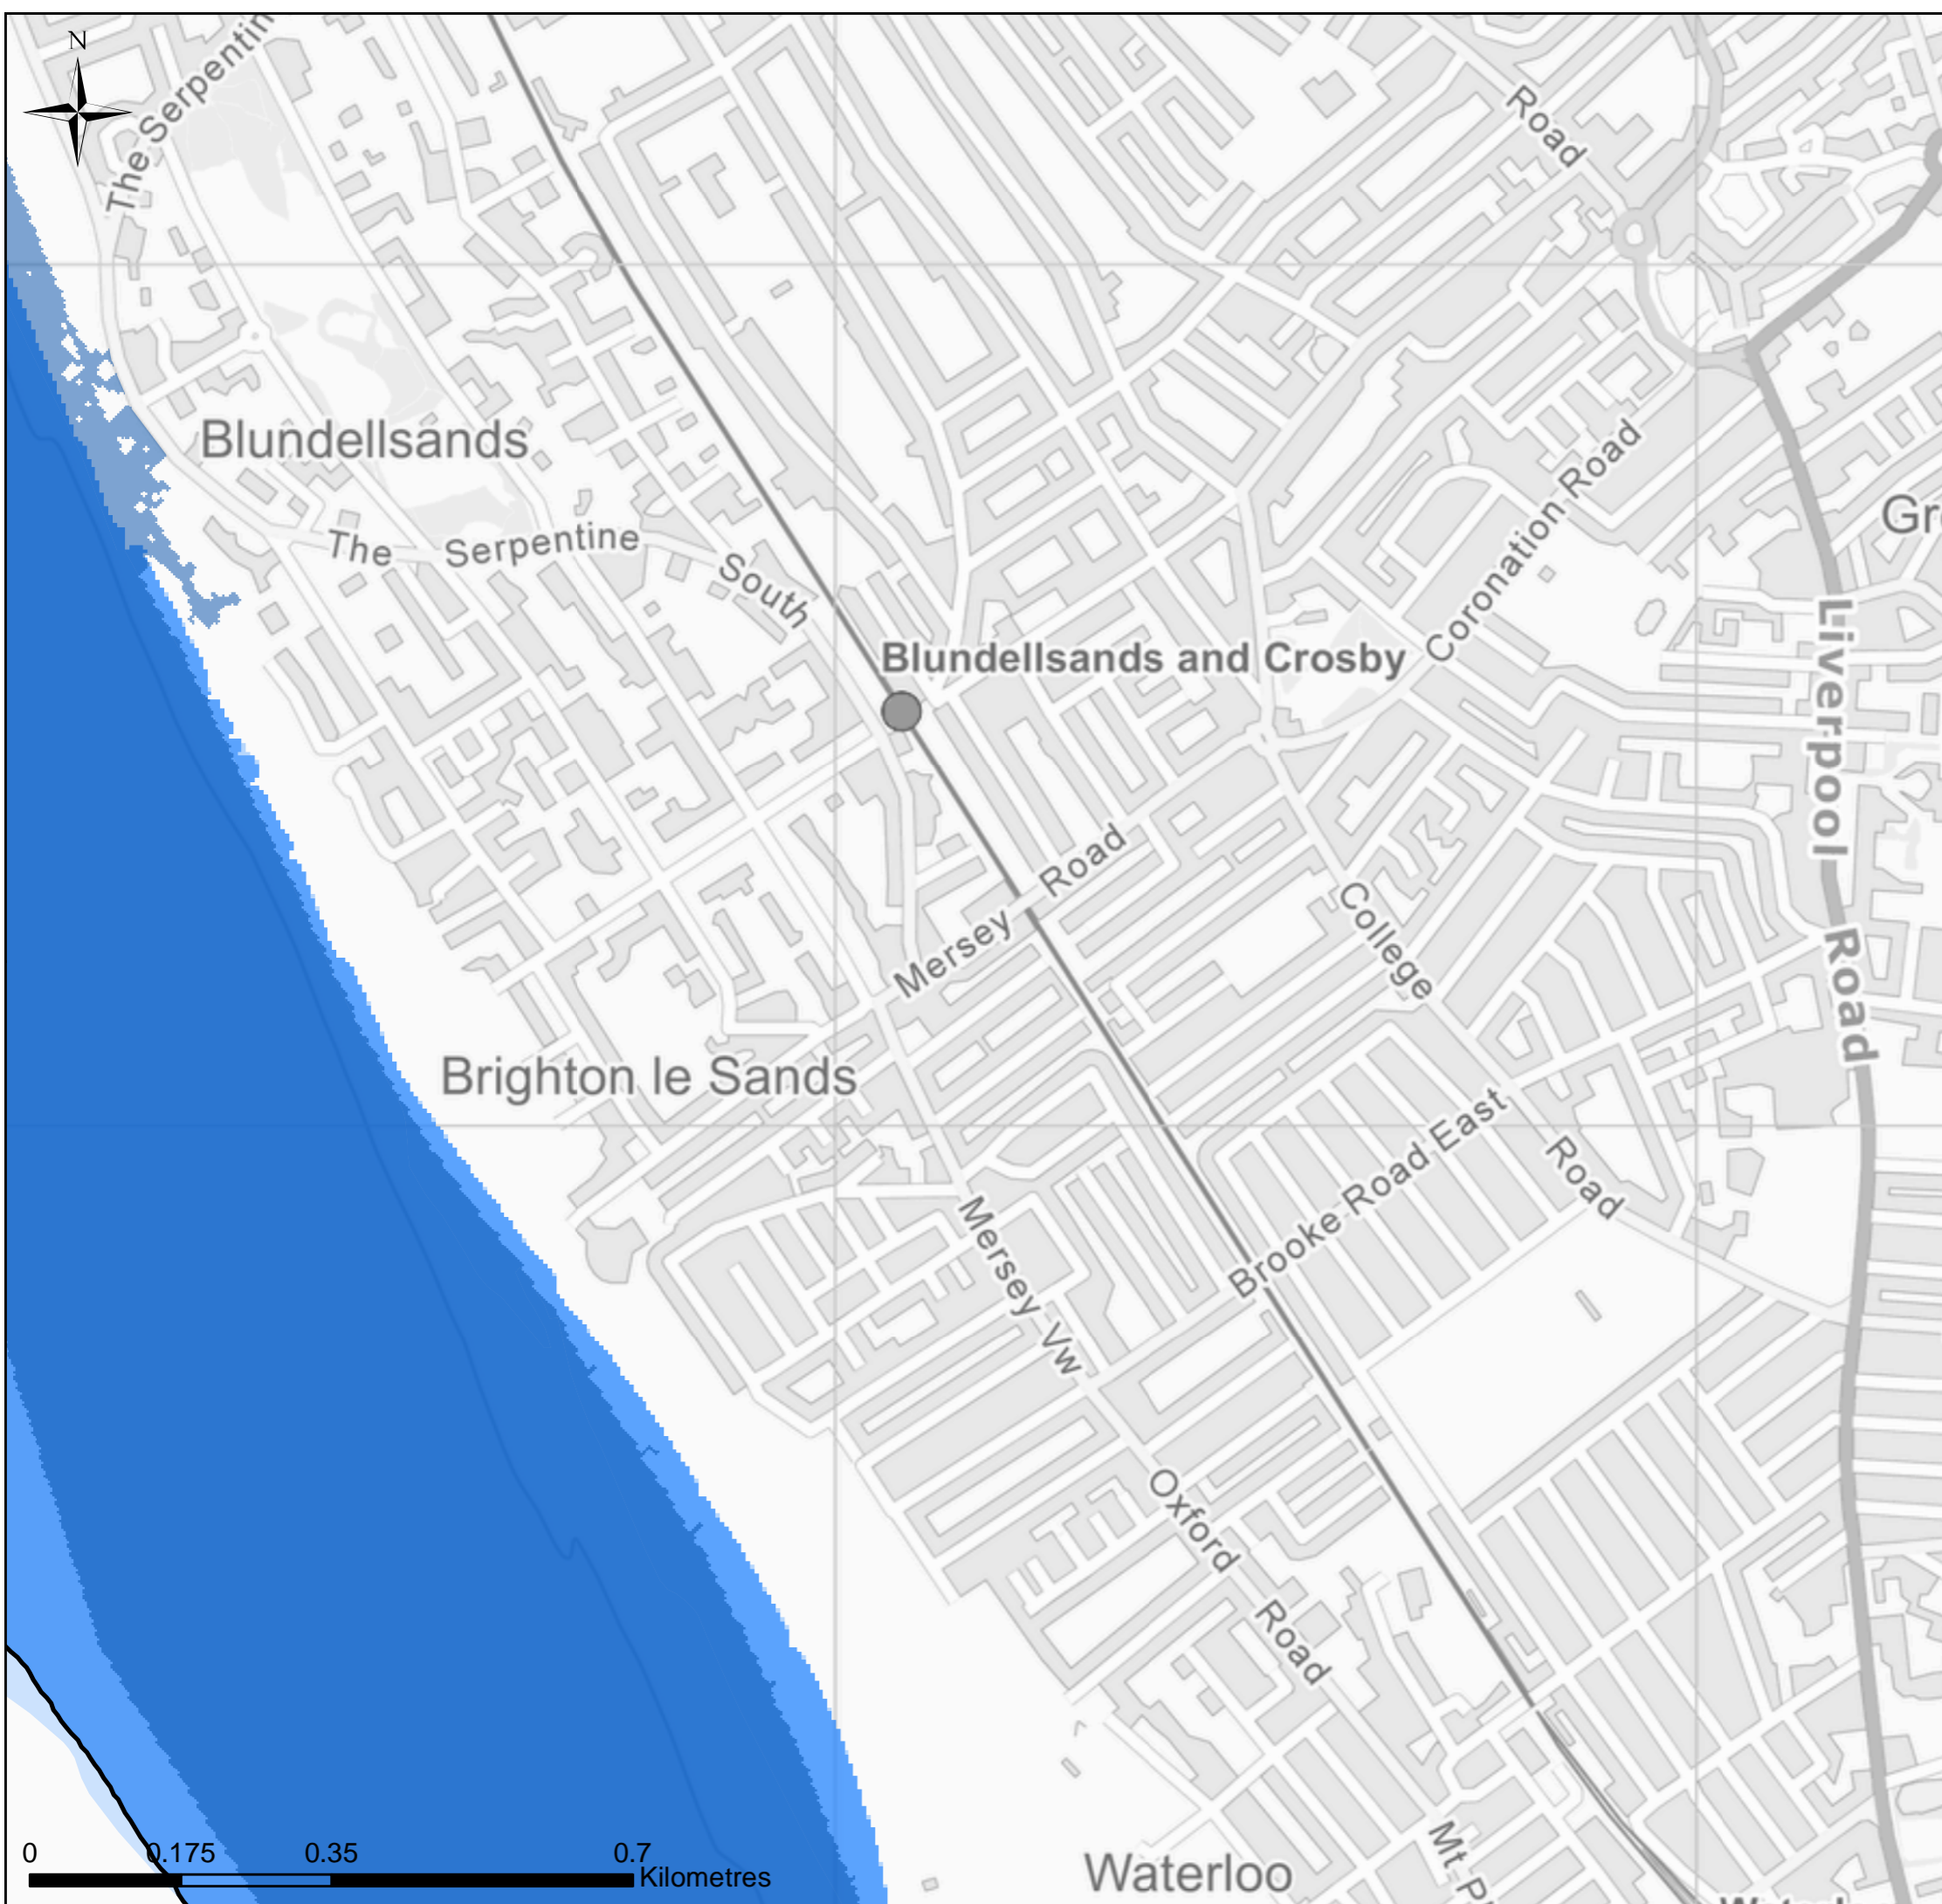 N
The Serpentin
Road
Blundellsands
Coronation Road
Gr
The Serpentine
South
Blundellsands and Crosby
Liverpool Road
Mersey Road
College
Brighton le Sands
Brooke Road East
Road
Mersey Vw
Oxford
Road
Mt Pl
0 0.175 0.35 0.7
Kilometres
Waterloo